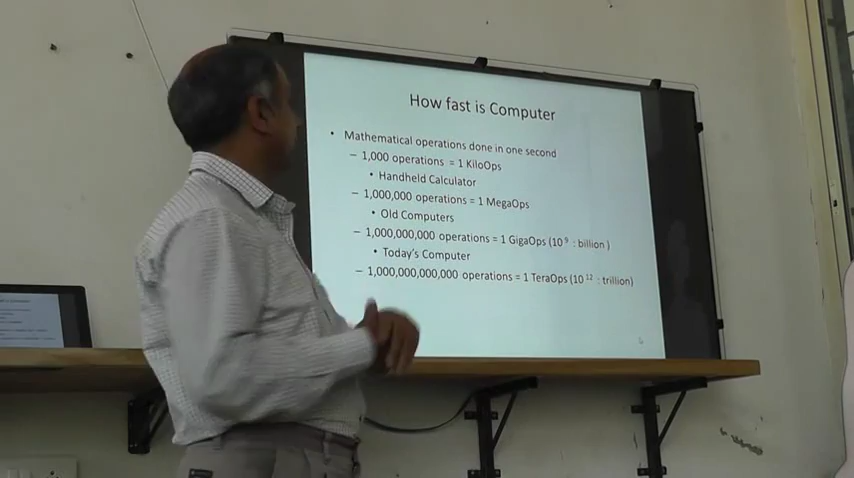 How fast is Computer
• Mathematical operations done in one second
– 1,000 operations = 1 KiloOps
• Handheld Calculator
– 1,000,000 operations = 1 MegaOps
• Old Computers
– 1,000,000,000 operations = 1 GigaOps (10⁹ : billion )
• Today's Computer
– 1,000,000,000,000 operations = 1 TeraOps (10¹² : trillion)